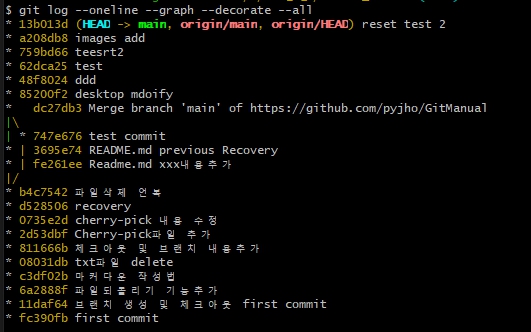 $ git log --oneline --graph --decorate --all
* 13b013d (HEAD -> main, origin/main, origin/HEAD) reset test 2
* a208db8 images add
* 759bd66 teesrt2
* 62dca25 test
* 48f8024 ddd
* 85200f2 desktop mdoify
*   dc27db3 Merge branch 'main' of https://github.com/pyjho/GitManual
|\
| * 747e676 test commit
* | 3695e74 README.md previous Recovery
* | fe261ee Readme.md xxx내용추가
|/
* b4c7542 파일삭제 언복
* d528506 recovery
* 0735e2d cherry-pick 내용 수정
* 2d53dbf Cherry-pick파일 추가
* 811666b 체크아웃 및 브랜치 내용추가
* 08031db txt파일 delete
* c3df02b 마커다운 작성법
* 6a2888f 파일되돌리기 기능추가
* 11daf64 브랜치 생성 및 체크아웃 first commit
* fc390fb first commit